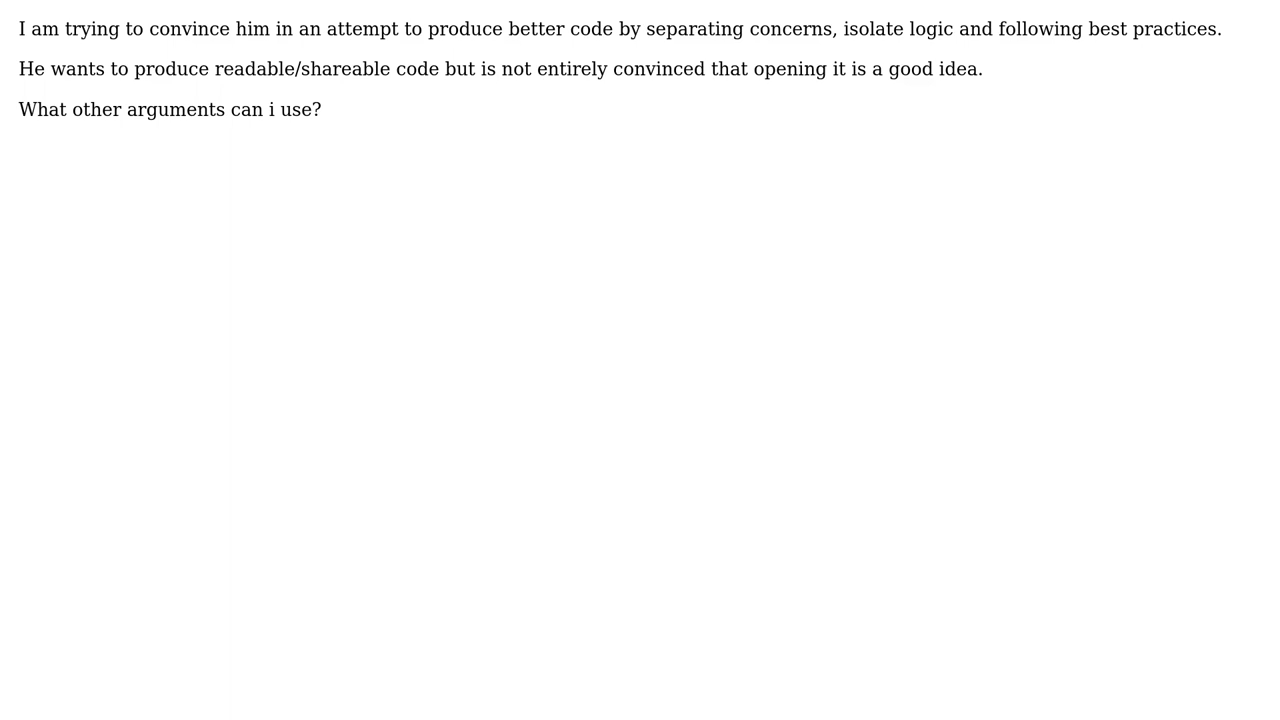 I am trying to convince him in an attempt to produce better code by separating concerns, isolate logic and following best practices.
He wants to produce readable/shareable code but is not entirely convinced that opening it is a good idea.
What other arguments can i use?